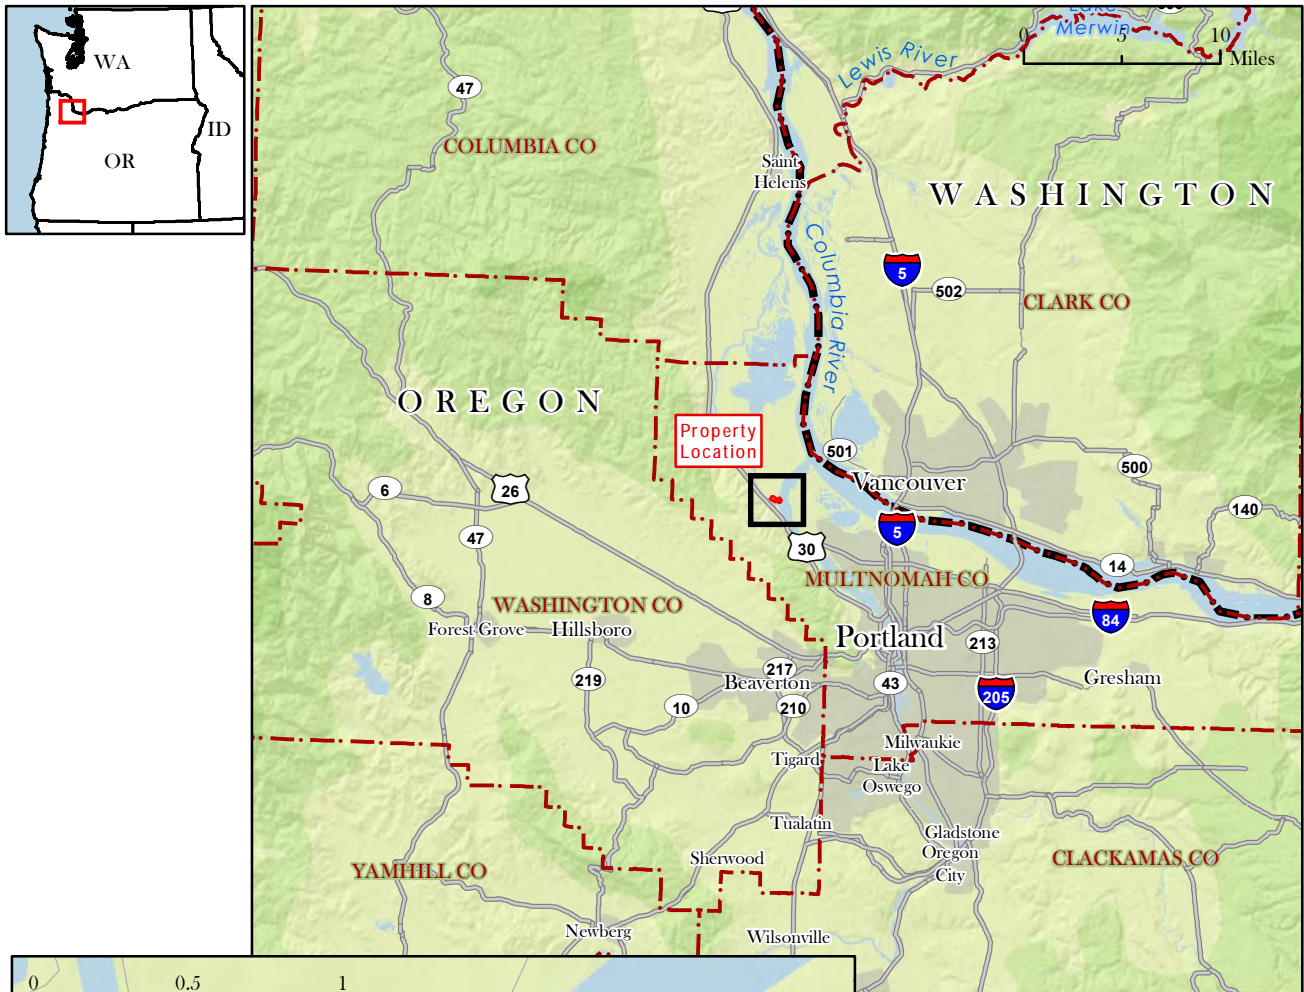 WA
ID
OR
Lake
Merwin
0 5 10
Miles
Lewis River
47
COLUMBIA CO
Saint
Helens
WASHINGTON
Columbia River
5
502
CLARK CO
OREGON
Property
Location
501
Vancouver
500
6
26
140
47
5
30
14
MULTNOMAH CO
8
WASHINGTON CO
84
Forest Grove
Hillsboro
Portland
213
217
219
Beaverton
43
Gresham
205
10
210
Milwaukie
Tigard
Lake
Oswego
Tualatin
Gladstone
Oregon
City
Sherwood
YAMHILL CO
CLACKAMAS CO
Newberg
Wilsonville
0 0.5 1